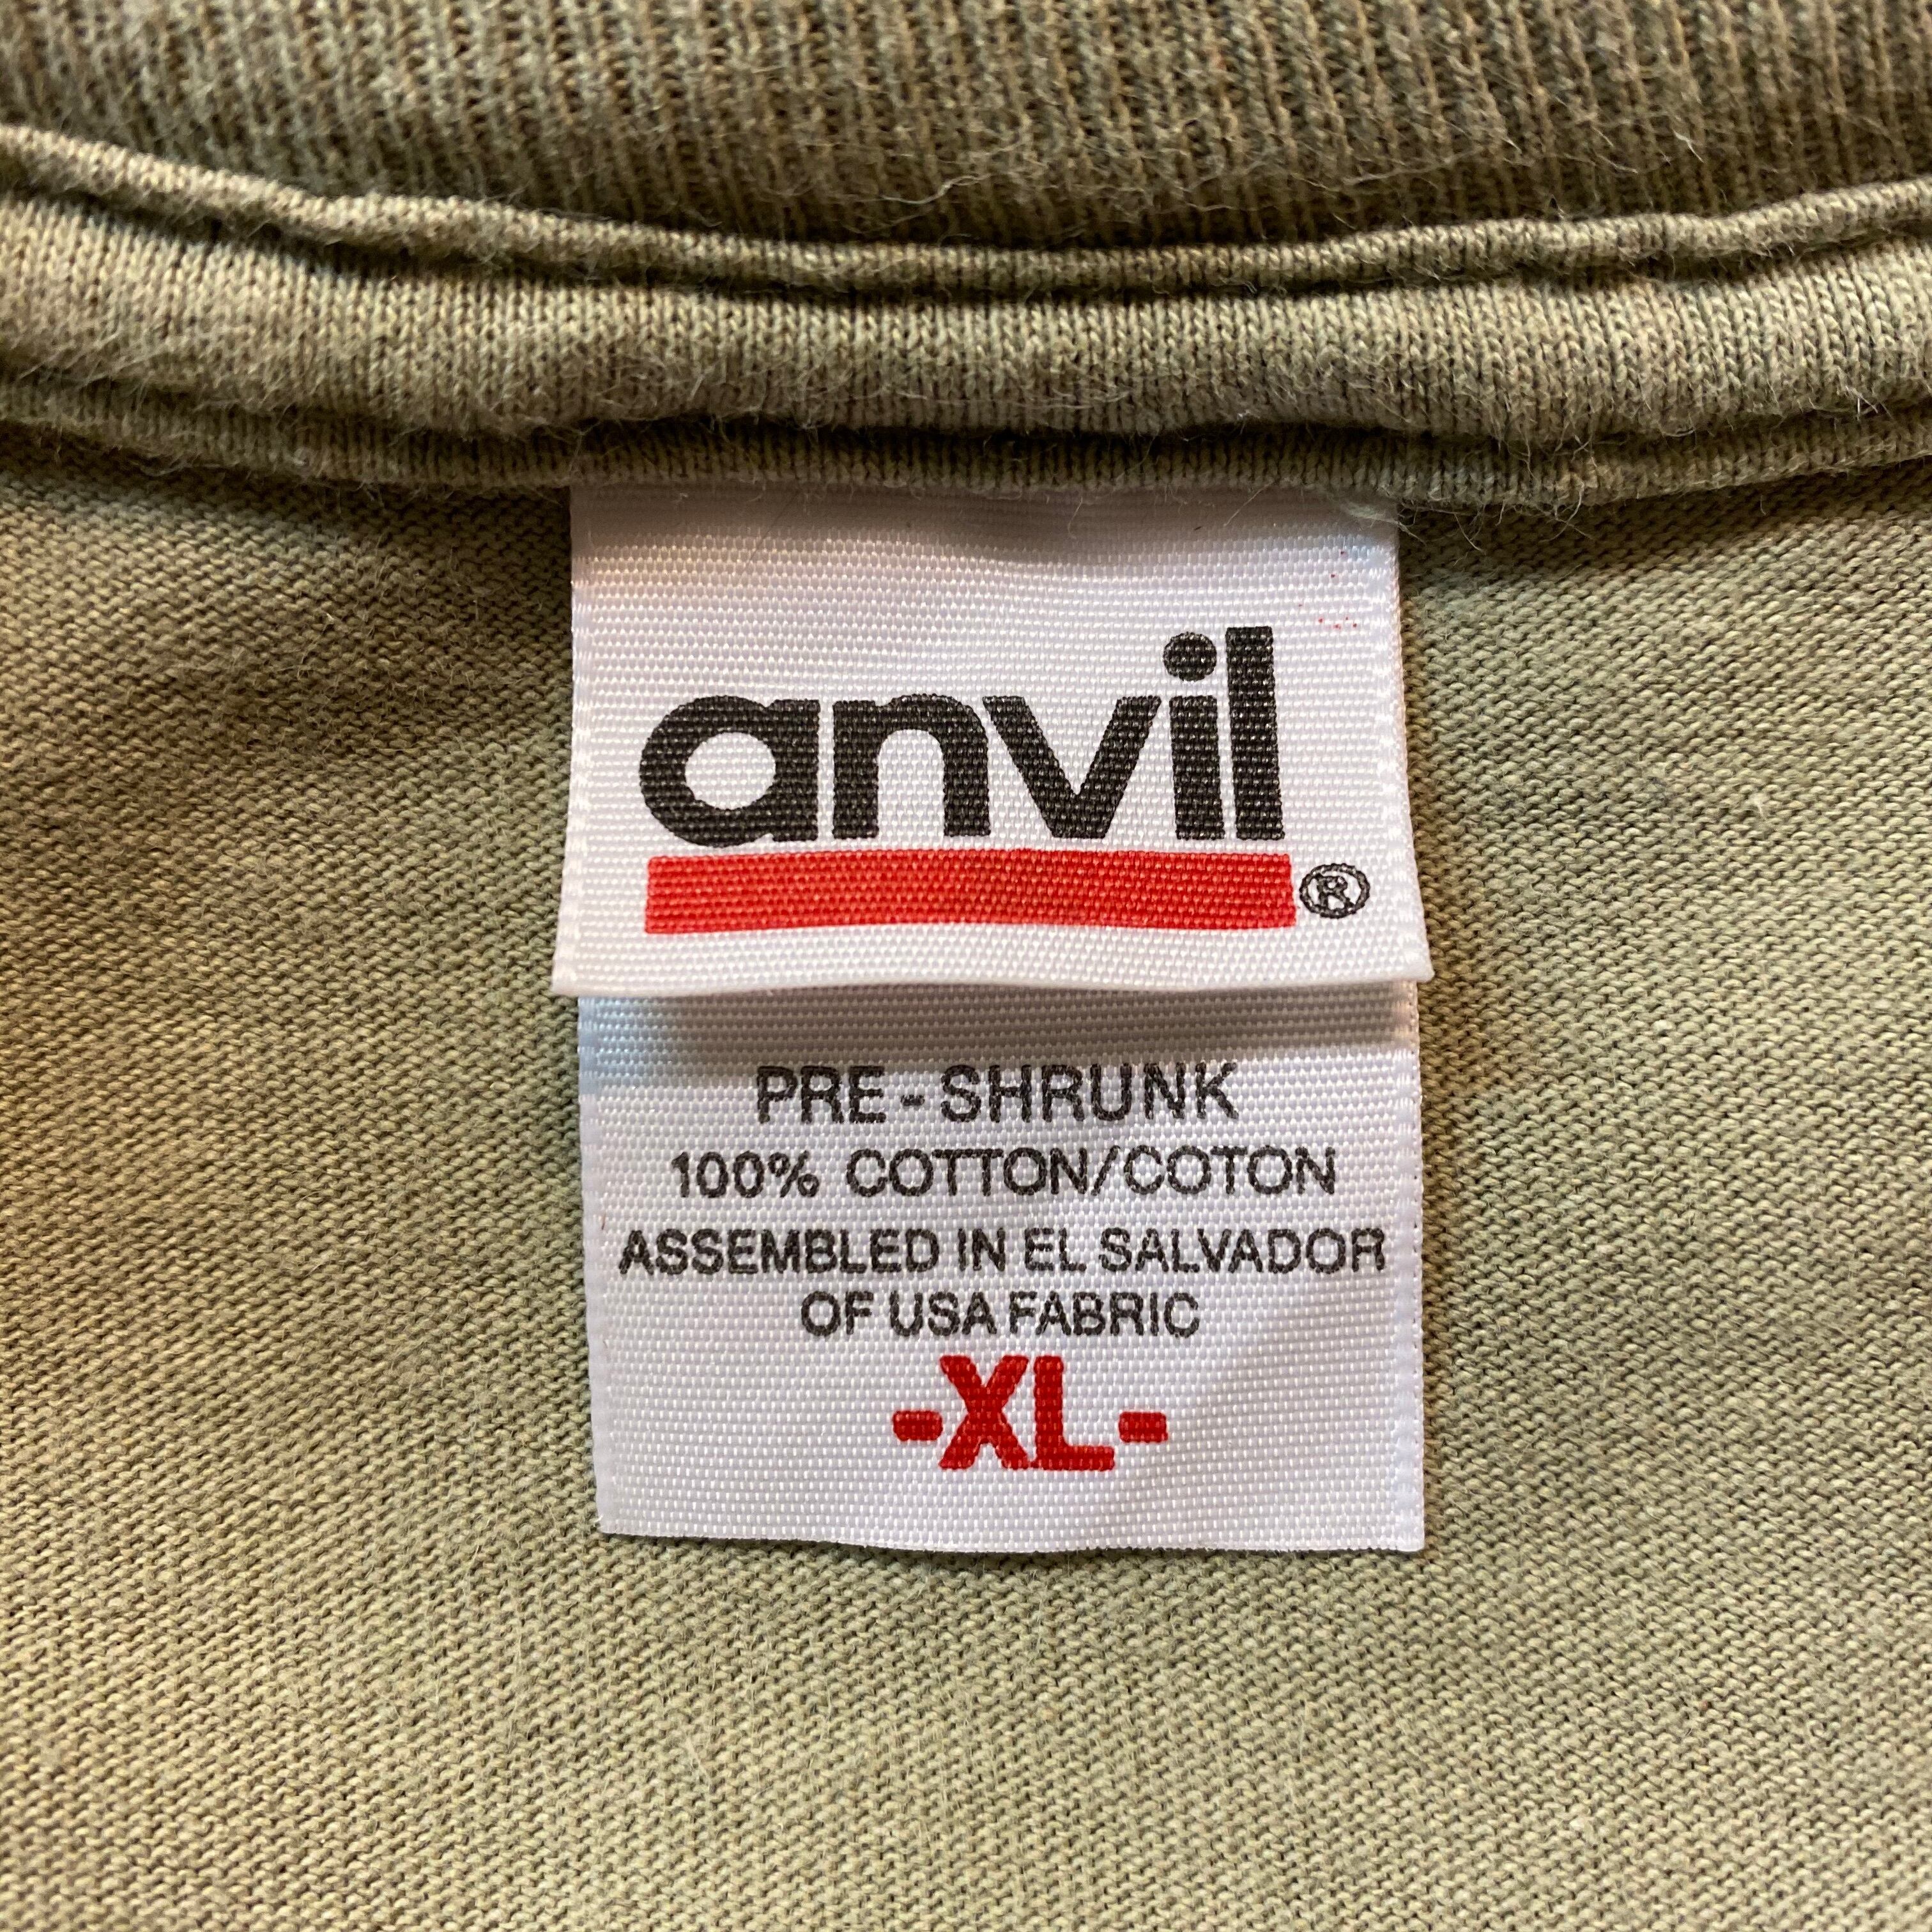 anvil
®
PRE-SHRUNK
100% COTTON/COTON
ASSEMBLED IN EL SALVADOR
OF USA FABRIC
-XL-